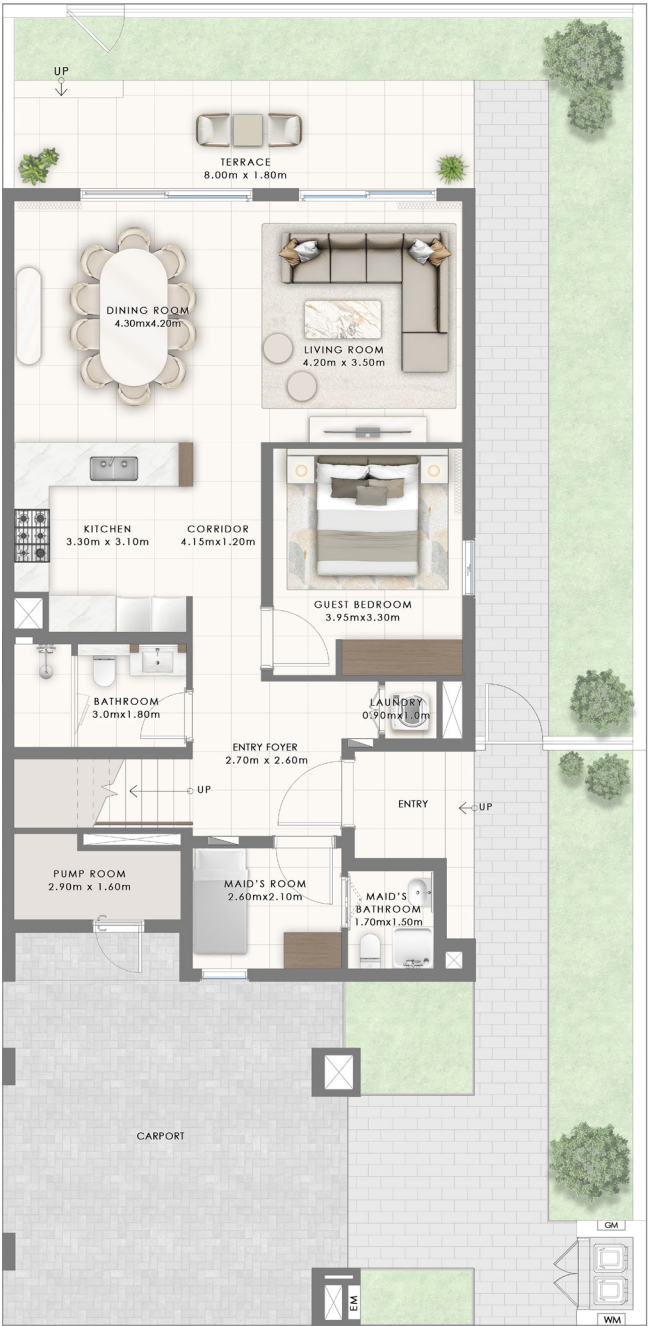 UP
TERRACE
8.00m x 1.80m
DINING ROOM
4.30mx4.20m
LIVING ROOM
4.20m x 3.50m
KITCHEN
3.30m x 3.10m
CORRIDOR
4.15mx1.20m
GUEST BEDROOM
3.95mx3.30m
BATHROOM
3.0mx1.80m
LAUNDRY
0.90mx1.0m
ENTRY FOYER
2.70m x 2.60m
UP
ENTRY
UP
PUMP ROOM
2.90m x 1.60m
MAID'S ROOM
2.60mx2.10m
MAID'S
BATHROOM
1.70mx1.50m
CARPORT
GM
EM
WM